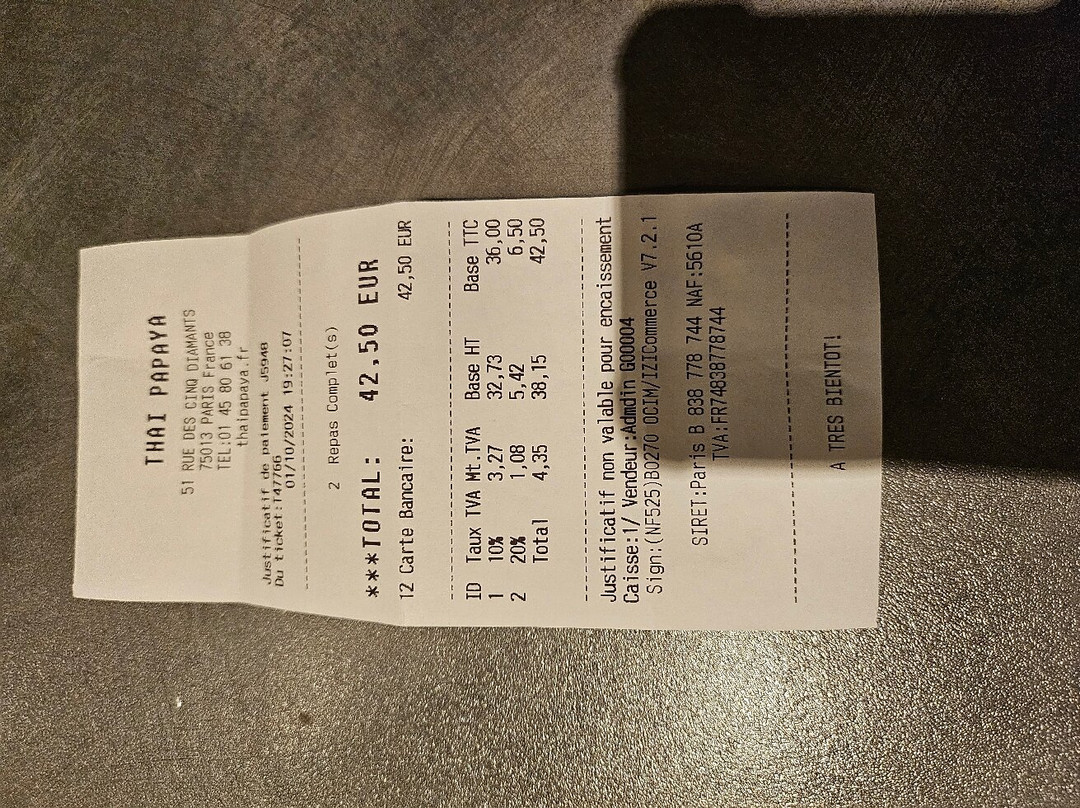 THAI PAPAYA
51 RUE DES CINQ DIAMANTS
75013 PARIS France
TEL:01 45 80 61 38
thaipapaya.fr
Justificatif de paiement J5948
Du ticket:T47766
01/10/2024 19:27:07
2 Repas Complet(s)
***TOTAL: 42,50 EUR
12 Carte Bancaire: 42,50 EUR
ID Taux TVA Mt.TVA Base HT Base TTC
1 10% 3,27 32,73 36,00
2 20% 1,08 5,42 6,50
Total 4,35 38,15 42,50
Justificatif non valable pour encaissement
Caisse:1/ Vendeur:Admdin G00004
Sign:(NF525)B0270 OCIM/IZICommerce V7.2.1
SIRET:Paris B 838 778 744 NAF:5610A
TVA:FR74838778744
A TRES BIENTOT!